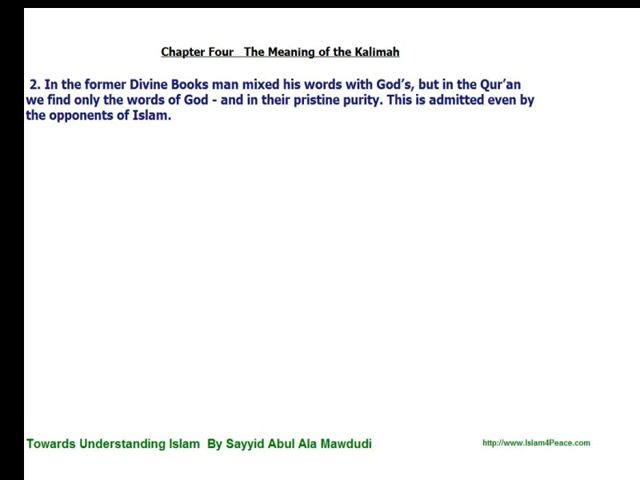 Chapter Four   The Meaning of the Kalimah
2. In the former Divine Books man mixed his words with God's, but in the Qur'an
we find only the words of God - and in their pristine purity. This is admitted even by
the opponents of Islam.
Towards Understanding Islam  By Sayyid Abul Ala Mawdudi
http://www.Islam4Peace.com